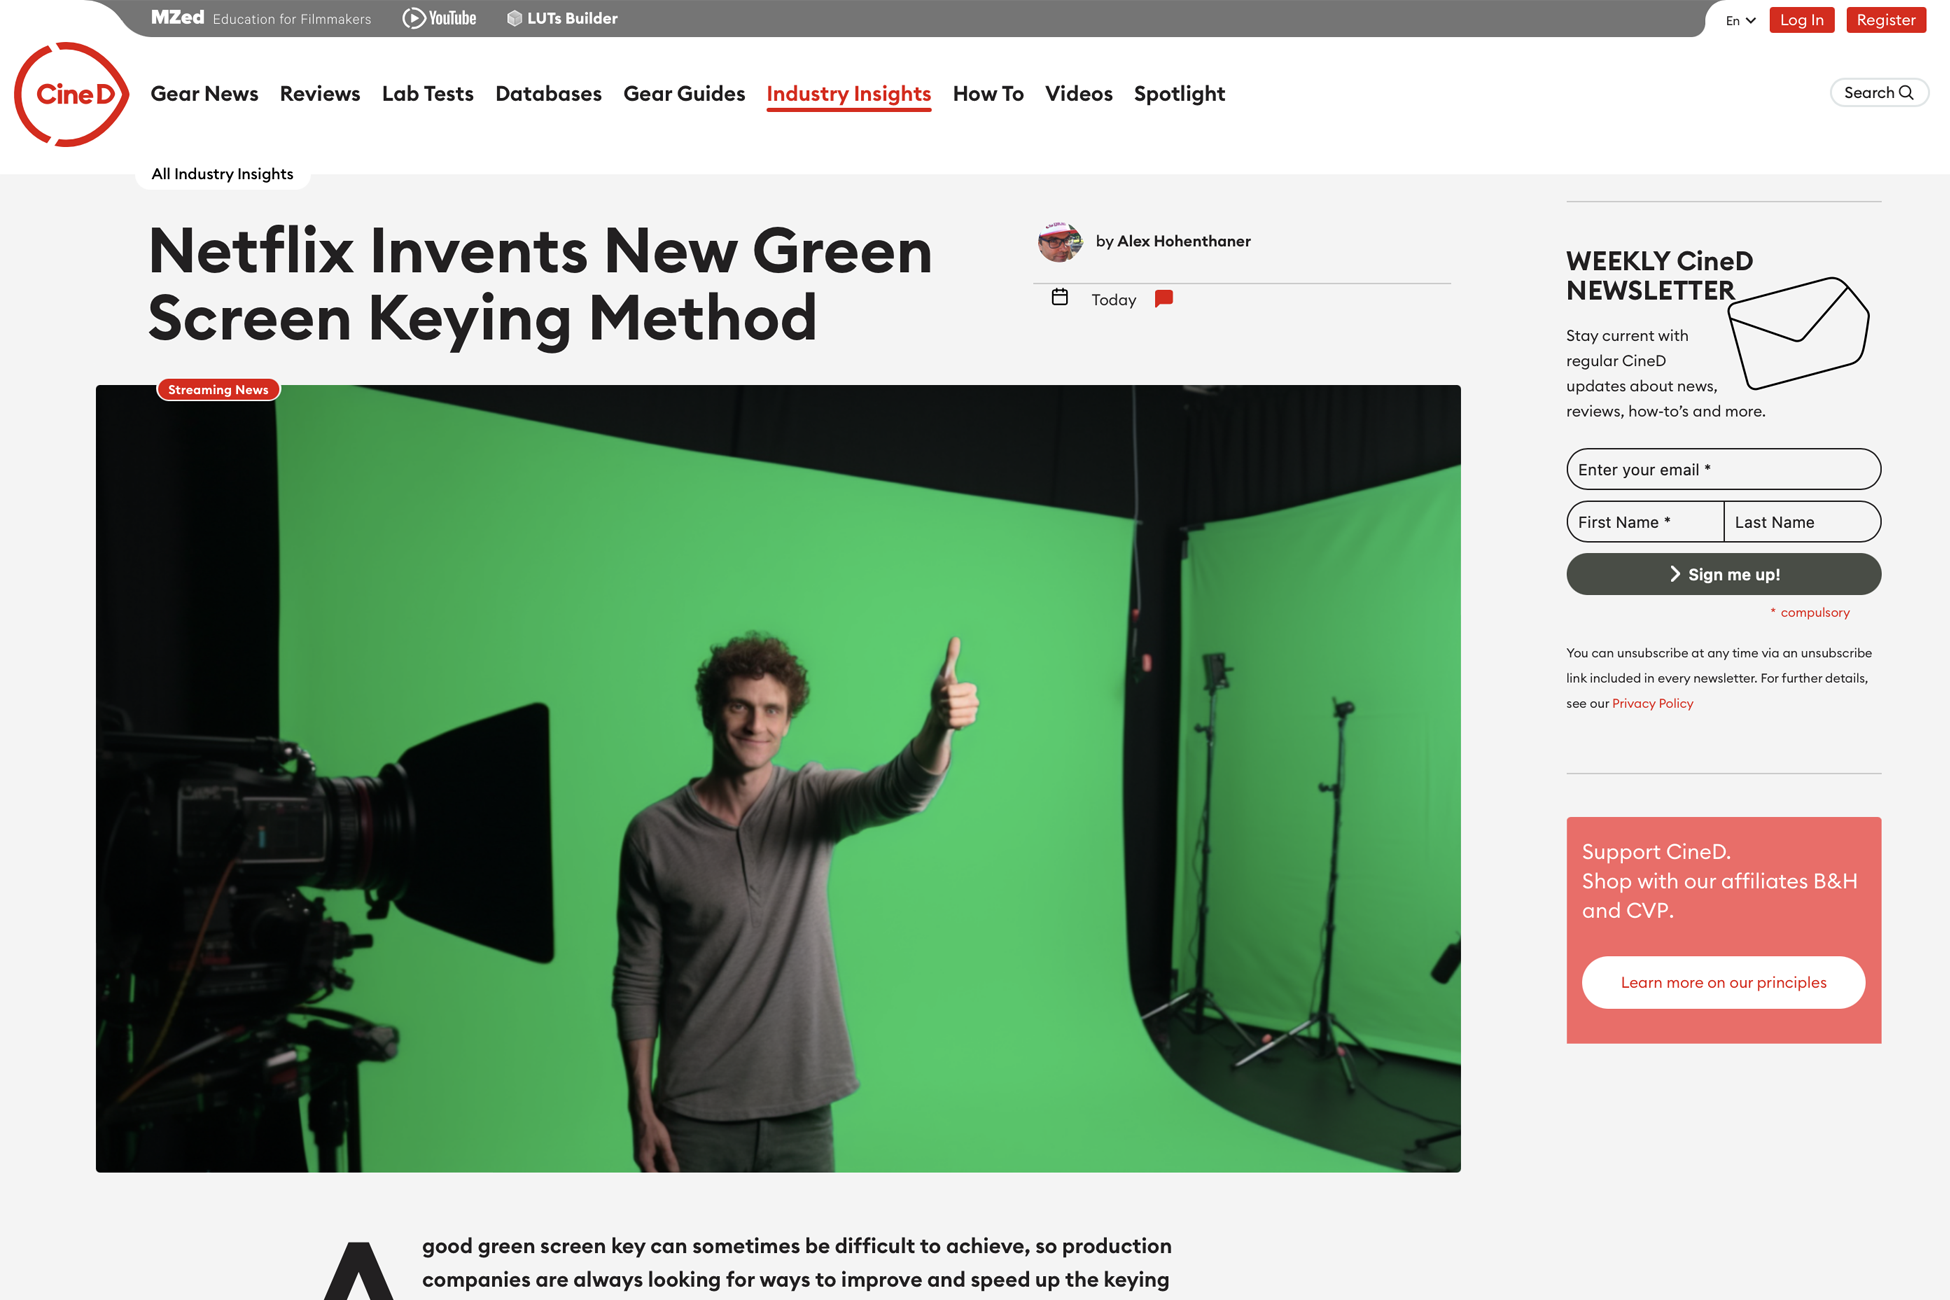 MZed Education for Filmmakers YouTube LUTs Builder
En Log In Register
CineD
Gear News Reviews Lab Tests Databases Gear Guides Industry Insights How To Videos Spotlight
Search
All Industry Insights
Netflix Invents New Green
Screen Keying Method
by Alex Hohenthaner
Today
Streaming News
A good green screen key can sometimes be difficult to achieve, so production
companies are always looking for ways to improve and speed up the keying
WEEKLY CineD
NEWSLETTER
Stay current with
regular CineD
updates about news,
reviews, how-to’s and more.
Enter your email *
First Name * Last Name
Sign me up!
* compulsory
You can unsubscribe at any time via an unsubscribe
link included in every newsletter. For further details,
see our Privacy Policy
Support CineD.
Shop with our affiliates B&H
and CVP.
Learn more on our principles